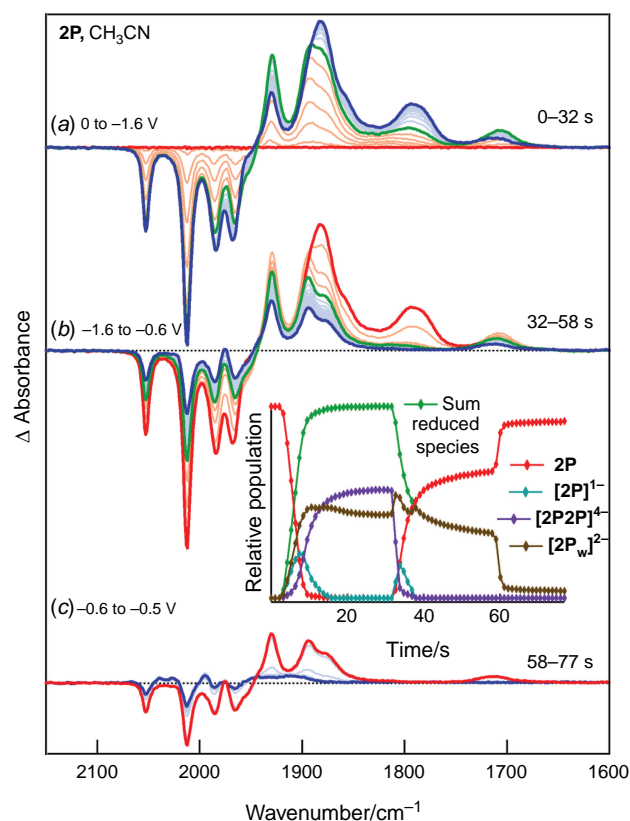 2P, CH₃CN
(a) 0 to –1.6 V
0–32 s
(b) –1.6 to –0.6 V
32–58 s
Δ Absorbance
Relative population
Sum
reduced
species
2P
[2P]¹⁻
[2P2P]⁴⁻
[2Pw]²⁻
20 40 60
Time/s
(c) –0.6 to –0.5 V
58–77 s
2100 2000 1900 1800 1700 1600
Wavenumber/cm⁻¹